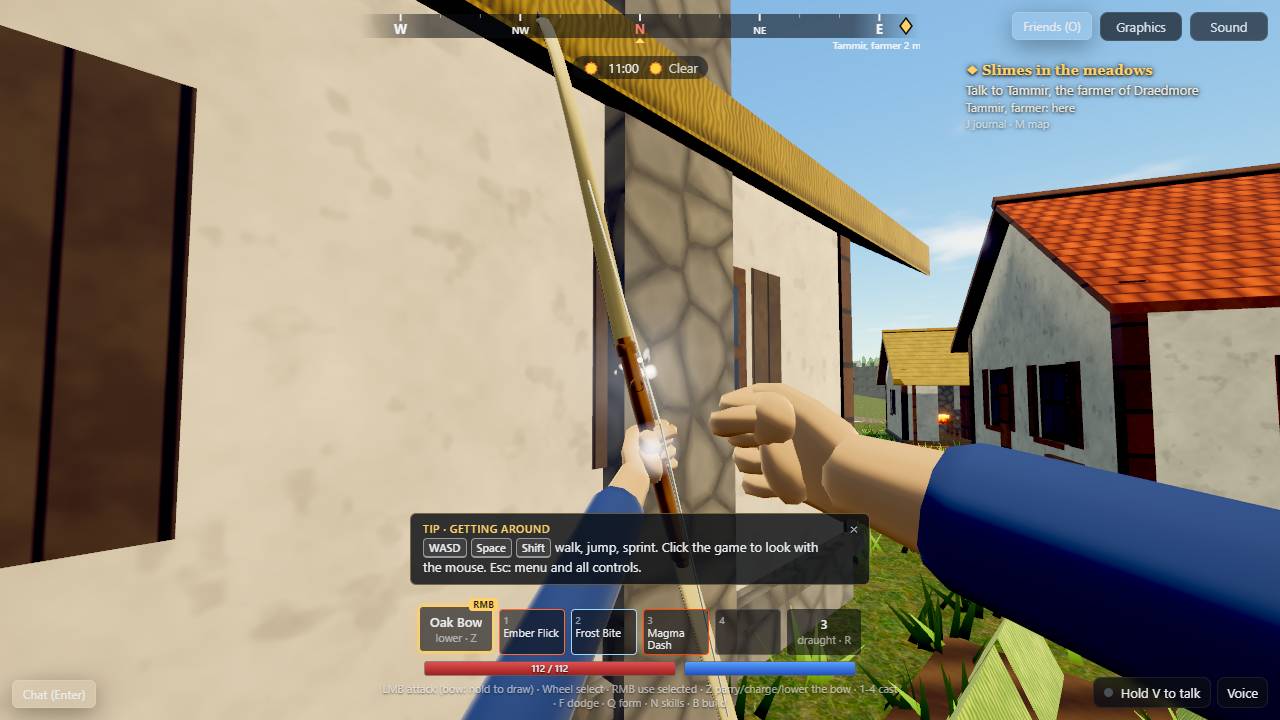 W NW N NE E
Tammir, farmer 2 m
11:00 Clear
Friends (O) Graphics Sound
Slimes in the meadows
Talk to Tammir, the farmer of Draedmore
Tammir, farmer: here
J journal · M map
TIP · GETTING AROUND ×
WASD Space Shift walk, jump, sprint. Click the game to look with
the mouse. Esc: menu and all controls.
RMB
Oak Bow
lower · Z
1
Ember Flick
2
Frost Bite
3
Magma
Dash
4
3
draught · R
112 / 112
LMB attack (bow: hold to draw) · Wheel select · RMB use selected · Z parry/charge/lower the bow · 1-4 cast
· F dodge · Q form · N skills · B build
Chat (Enter)
Hold V to talk
Voice